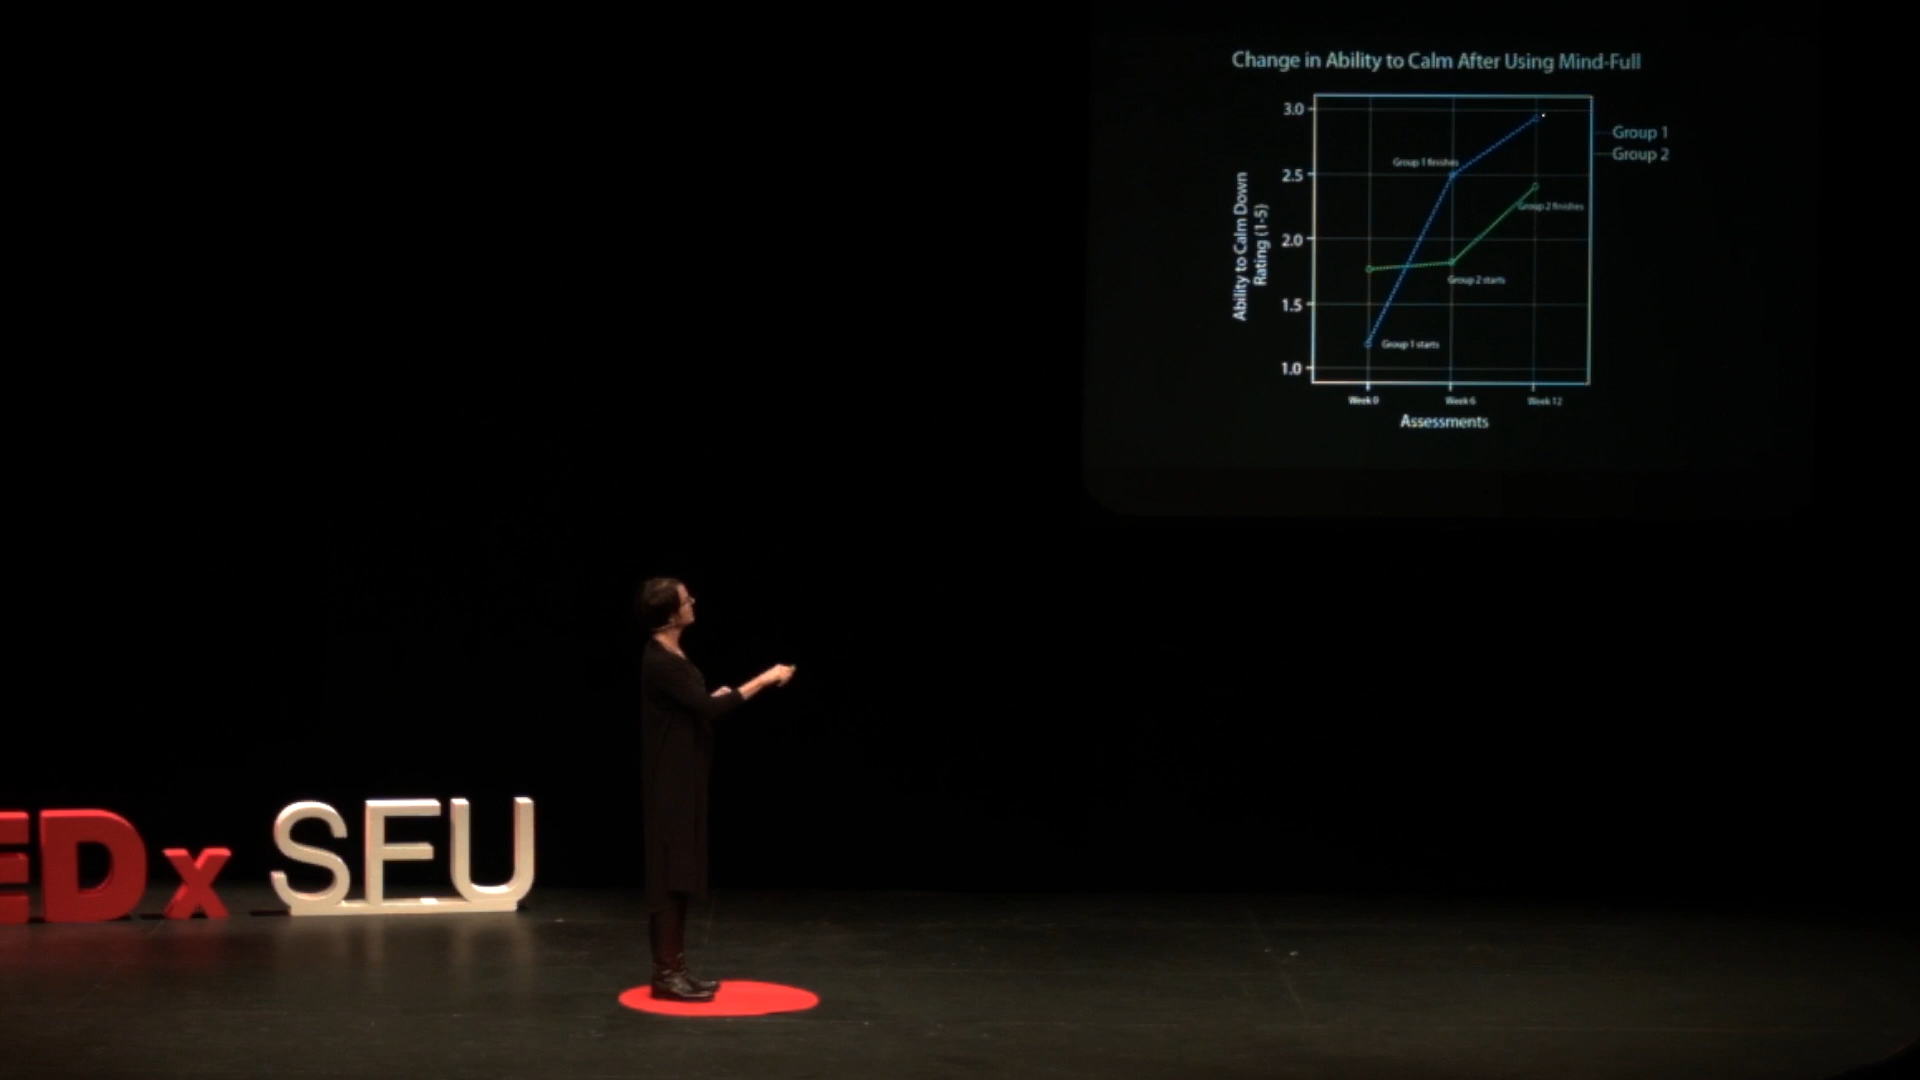 Change in Ability to Calm After Using Mind-Full
3.0
2.5
2.0
1.5
1.0
Ability to Calm Down
Rating (1-5)
Group 1 finishes
Group 2 finishes
Group 2 starts
Group 1 starts
Group 1
Group 2
Week 0
Week 6
Week 12
Assessments
EDx SFU